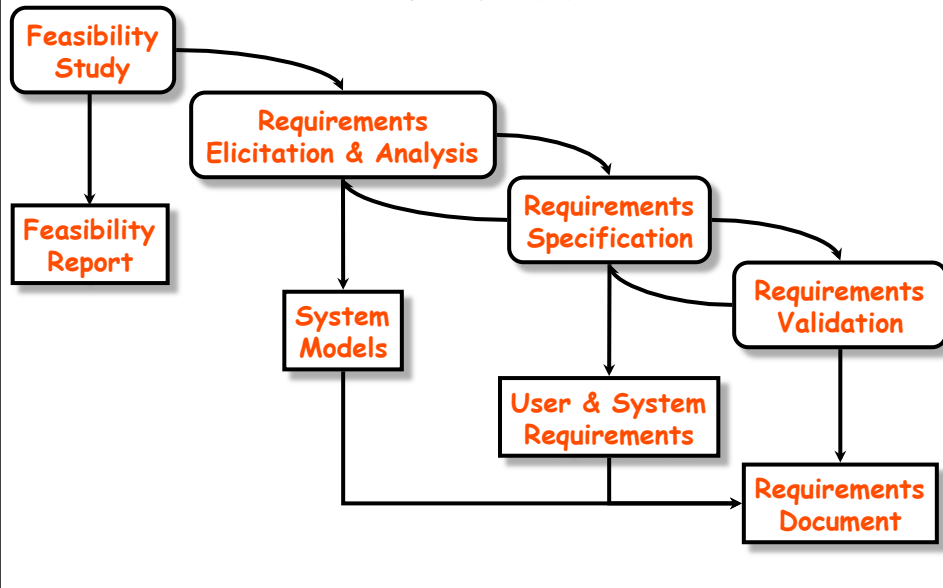 Feasibility
Study
Requirements
Elicitation & Analysis
Requirements
Specification
Feasibility
Report
Requirements
Validation
System
Models
User & System
Requirements
Requirements
Document